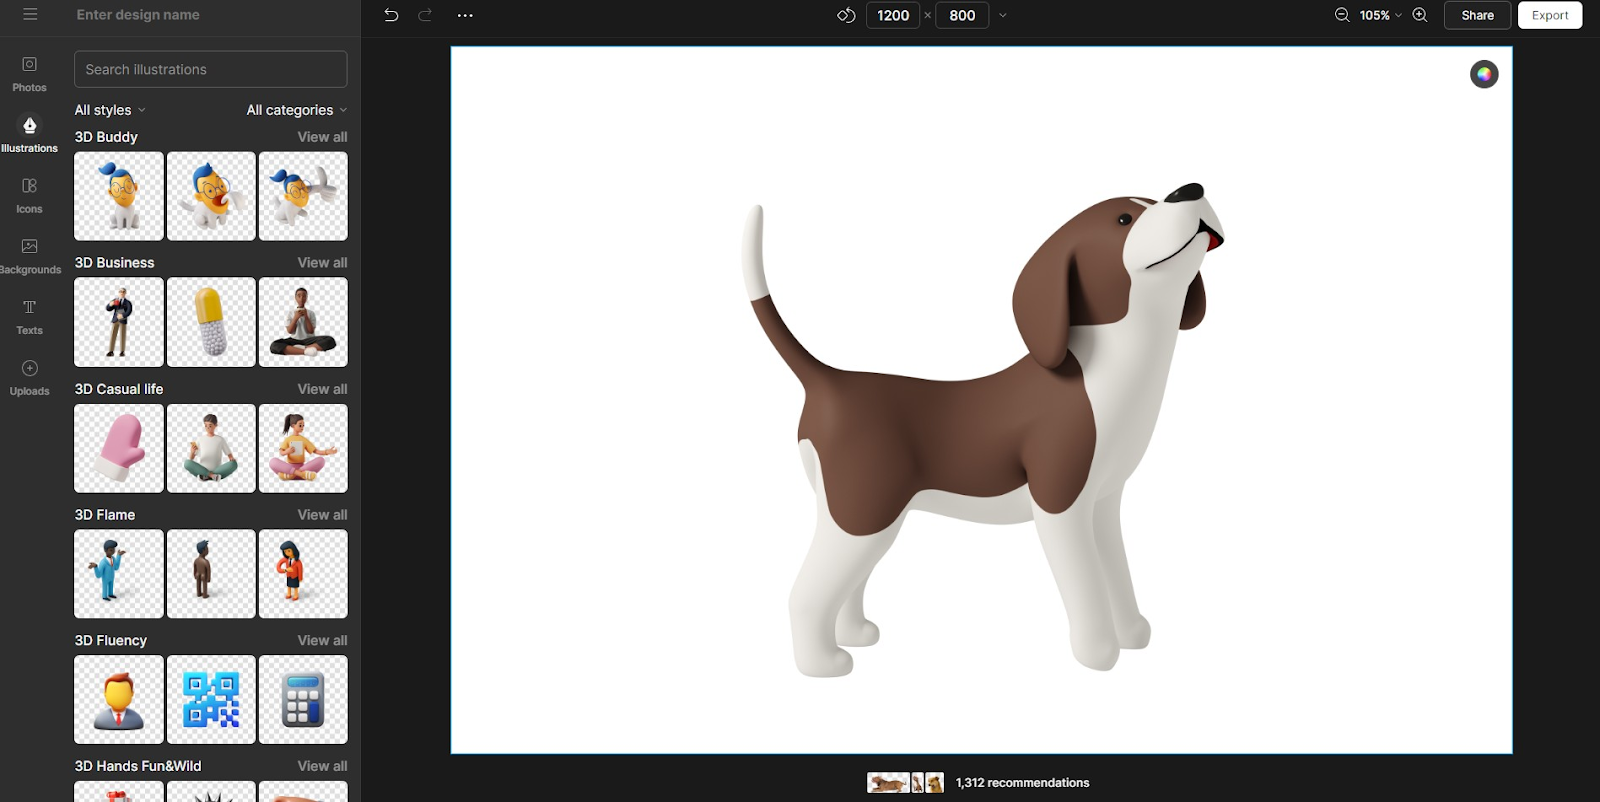 Enter design name
1200 × 800
105%
Share
Export
Photos
Illustrations
Icons
Backgrounds
Texts
Uploads
Search illustrations
All styles
All categories
3D Buddy
View all
3D Business
View all
3D Casual life
View all
3D Flame
View all
3D Fluency
View all
3D Hands Fun&Wild
View all
1,312 recommendations